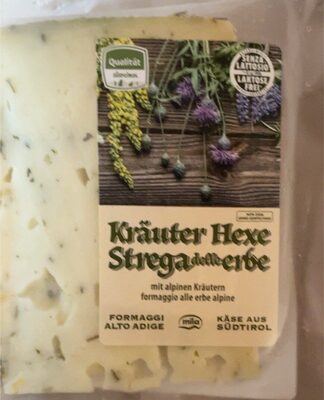 Qualität
SÜDTIROL
SENZA
LATTOSIO
LAKTOSE
FREI
Kräuter Hexe
Strega delle erbe
mit alpinen Kräutern
formaggio alle erbe alpine
FORMAGGI
ALTO ADIGE
mila
KÄSE AUS
SÜDTIROL